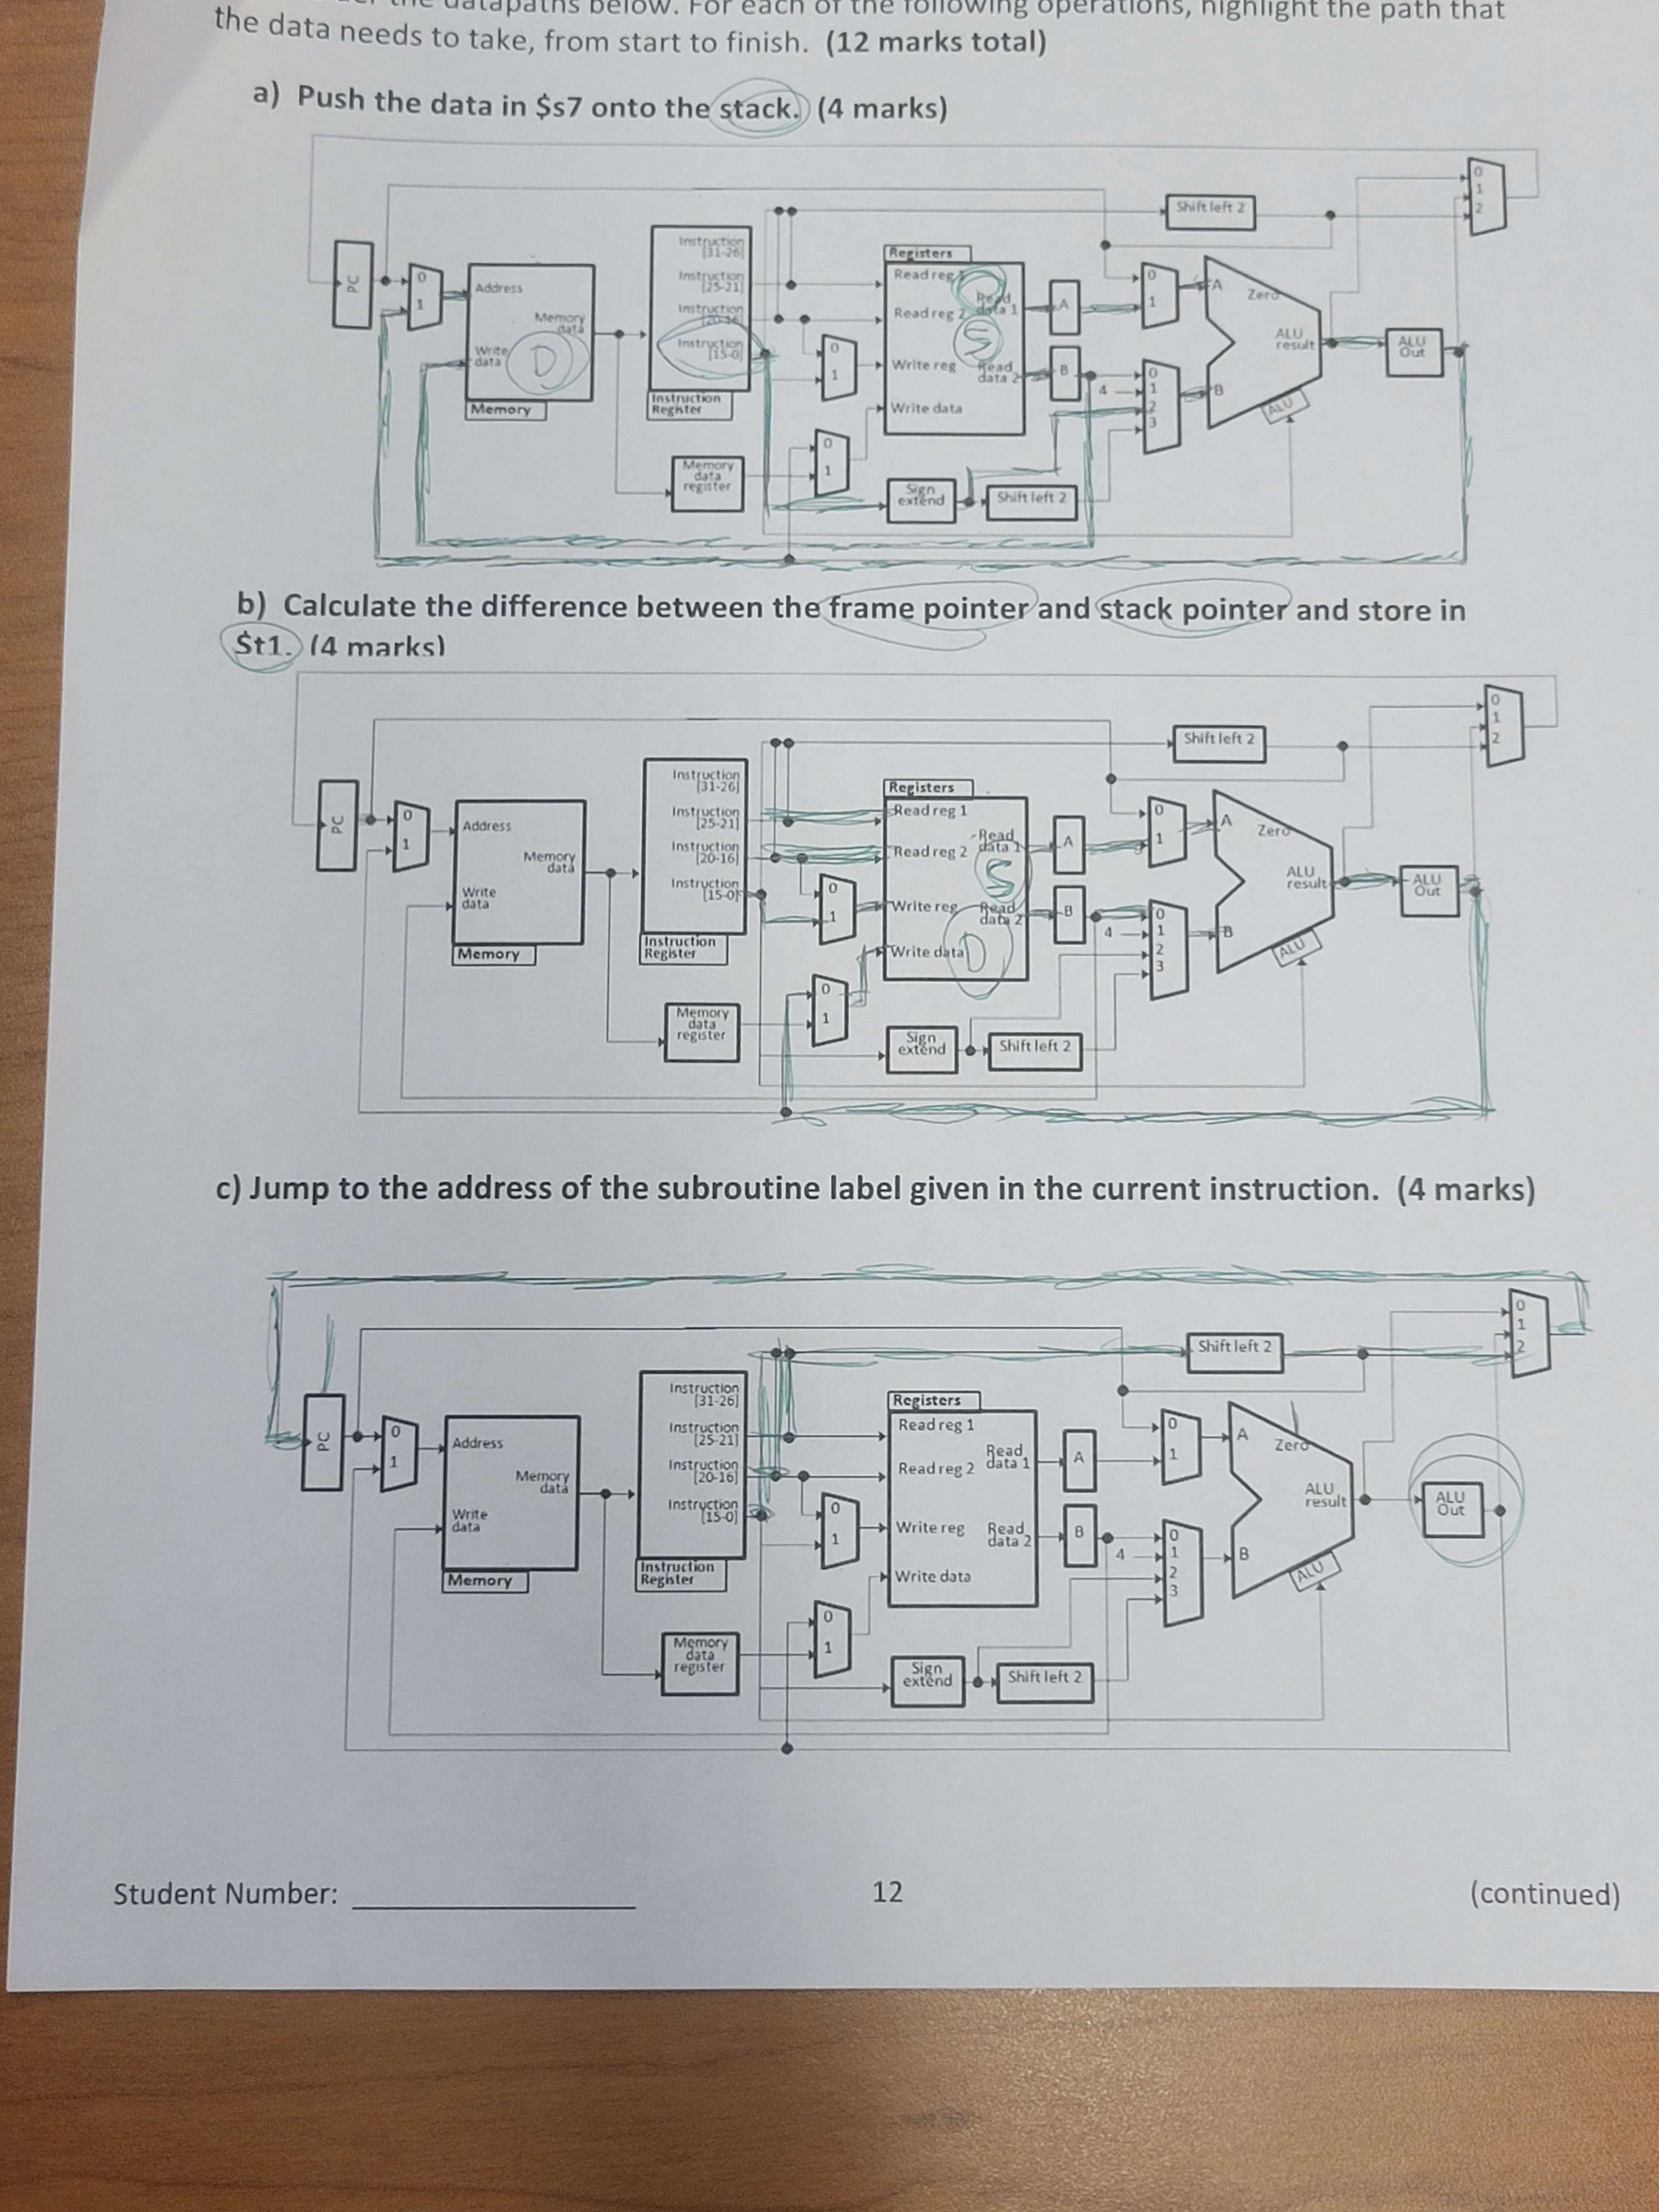 the datapaths below. For each of the following operations, highlight the path that
the data needs to take, from start to finish. (12 marks total)
a) Push the data in $s7 onto the stack. (4 marks)
0
1
2
Shift left 2
PC
0
1
Address
Memory
data
Write
data
D
Memory
Instruction
[31-26]
Instruction
[25-21]
Instruction
[20-16]
Instruction
[15-0]
Instruction
Register
Memory
data
register
0
1
0
1
Registers
Read reg
Read
data 1
Read reg 2
S
Write reg
Read
data 2
Write data
Sign
extend
Shift left 2
A
B
4
0
1
0
1
2
3
A
Zero
ALU
result
B
ALU
ALU
Out
b) Calculate the difference between the frame pointer and stack pointer and store in
$t1. (4 marks)
0
1
2
Shift left 2
PC
0
1
Address
Memory
data
Write
data
Memory
Instruction
[31-26]
Instruction
[25-21]
Instruction
[20-16]
Instruction
[15-0]
Instruction
Register
Memory
data
register
0
1
0
1
Registers
Read reg 1
Read
data 1
Read reg 2
S
Write reg
Read
data 2
Write data
D
Sign
extend
Shift left 2
A
B
4
0
1
0
1
2
3
A
Zero
ALU
result
B
ALU
ALU
Out
c) Jump to the address of the subroutine label given in the current instruction. (4 marks)
0
1
2
Shift left 2
PC
0
1
Address
Memory
data
Write
data
Memory
Instruction
[31-26]
Instruction
[25-21]
Instruction
[20-16]
Instruction
[15-0]
Instruction
Register
Memory
data
register
0
1
0
1
Registers
Read reg 1
Read
data 1
Read reg 2
Write reg
Read
data 2
Write data
Sign
extend
Shift left 2
A
B
4
0
1
0
1
2
3
A
Zero
ALU
result
B
ALU
ALU
Out
Student Number:
12
(continued)